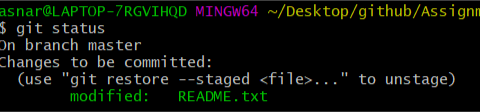 asnar@LAPTOP-7RGVIHQD MINGW64 ~/Desktop/github/Assignm
$ git status
On branch master
Changes to be committed:
  (use "git restore --staged <file>..." to unstage)
        modified:   README.txt